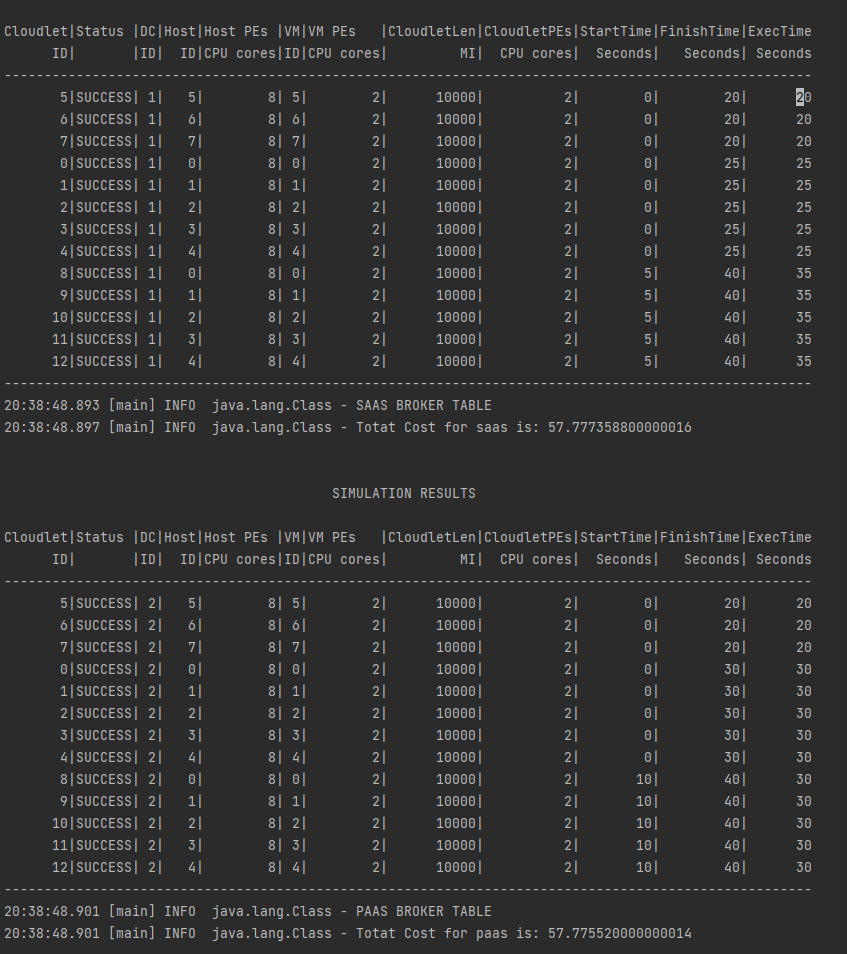 Cloudlet|Status |DC|Host|Host PEs |VM|VM PEs   |CloudletLen|CloudletPEs|StartTime|FinishTime|ExecTime
      ID|       |ID|  ID|CPU cores|ID|CPU cores|         MI|  CPU cores|  Seconds|   Seconds| Seconds
-----------------------------------------------------------------------------------------------------
       5|SUCCESS| 1|   5|        8| 5|        2|      10000|          2|        0|        20|      20
       6|SUCCESS| 1|   6|        8| 6|        2|      10000|          2|        0|        20|      20
       7|SUCCESS| 1|   7|        8| 7|        2|      10000|          2|        0|        20|      20
       0|SUCCESS| 1|   0|        8| 0|        2|      10000|          2|        0|        25|      25
       1|SUCCESS| 1|   1|        8| 1|        2|      10000|          2|        0|        25|      25
       2|SUCCESS| 1|   2|        8| 2|        2|      10000|          2|        0|        25|      25
       3|SUCCESS| 1|   3|        8| 3|        2|      10000|          2|        0|        25|      25
       4|SUCCESS| 1|   4|        8| 4|        2|      10000|          2|        0|        25|      25
       8|SUCCESS| 1|   0|        8| 0|        2|      10000|          2|        5|        40|      35
       9|SUCCESS| 1|   1|        8| 1|        2|      10000|          2|        5|        40|      35
      10|SUCCESS| 1|   2|        8| 2|        2|      10000|          2|        5|        40|      35
      11|SUCCESS| 1|   3|        8| 3|        2|      10000|          2|        5|        40|      35
      12|SUCCESS| 1|   4|        8| 4|        2|      10000|          2|        5|        40|      35
-----------------------------------------------------------------------------------------------------
20:38:48.893 [main] INFO  java.lang.Class - SAAS BROKER TABLE
20:38:48.897 [main] INFO  java.lang.Class - Totat Cost for saas is: 57.777358800000016
SIMULATION RESULTS
Cloudlet|Status |DC|Host|Host PEs |VM|VM PEs   |CloudletLen|CloudletPEs|StartTime|FinishTime|ExecTime
      ID|       |ID|  ID|CPU cores|ID|CPU cores|         MI|  CPU cores|  Seconds|   Seconds| Seconds
-----------------------------------------------------------------------------------------------------
       5|SUCCESS| 2|   5|        8| 5|        2|      10000|          2|        0|        20|      20
       6|SUCCESS| 2|   6|        8| 6|        2|      10000|          2|        0|        20|      20
       7|SUCCESS| 2|   7|        8| 7|        2|      10000|          2|        0|        20|      20
       0|SUCCESS| 2|   0|        8| 0|        2|      10000|          2|        0|        30|      30
       1|SUCCESS| 2|   1|        8| 1|        2|      10000|          2|        0|        30|      30
       2|SUCCESS| 2|   2|        8| 2|        2|      10000|          2|        0|        30|      30
       3|SUCCESS| 2|   3|        8| 3|        2|      10000|          2|        0|        30|      30
       4|SUCCESS| 2|   4|        8| 4|        2|      10000|          2|        0|        30|      30
       8|SUCCESS| 2|   0|        8| 0|        2|      10000|          2|       10|        40|      30
       9|SUCCESS| 2|   1|        8| 1|        2|      10000|          2|       10|        40|      30
      10|SUCCESS| 2|   2|        8| 2|        2|      10000|          2|       10|        40|      30
      11|SUCCESS| 2|   3|        8| 3|        2|      10000|          2|       10|        40|      30
      12|SUCCESS| 2|   4|        8| 4|        2|      10000|          2|       10|        40|      30
-----------------------------------------------------------------------------------------------------
20:38:48.901 [main] INFO  java.lang.Class - PAAS BROKER TABLE
20:38:48.901 [main] INFO  java.lang.Class - Totat Cost for paas is: 57.775520000000014